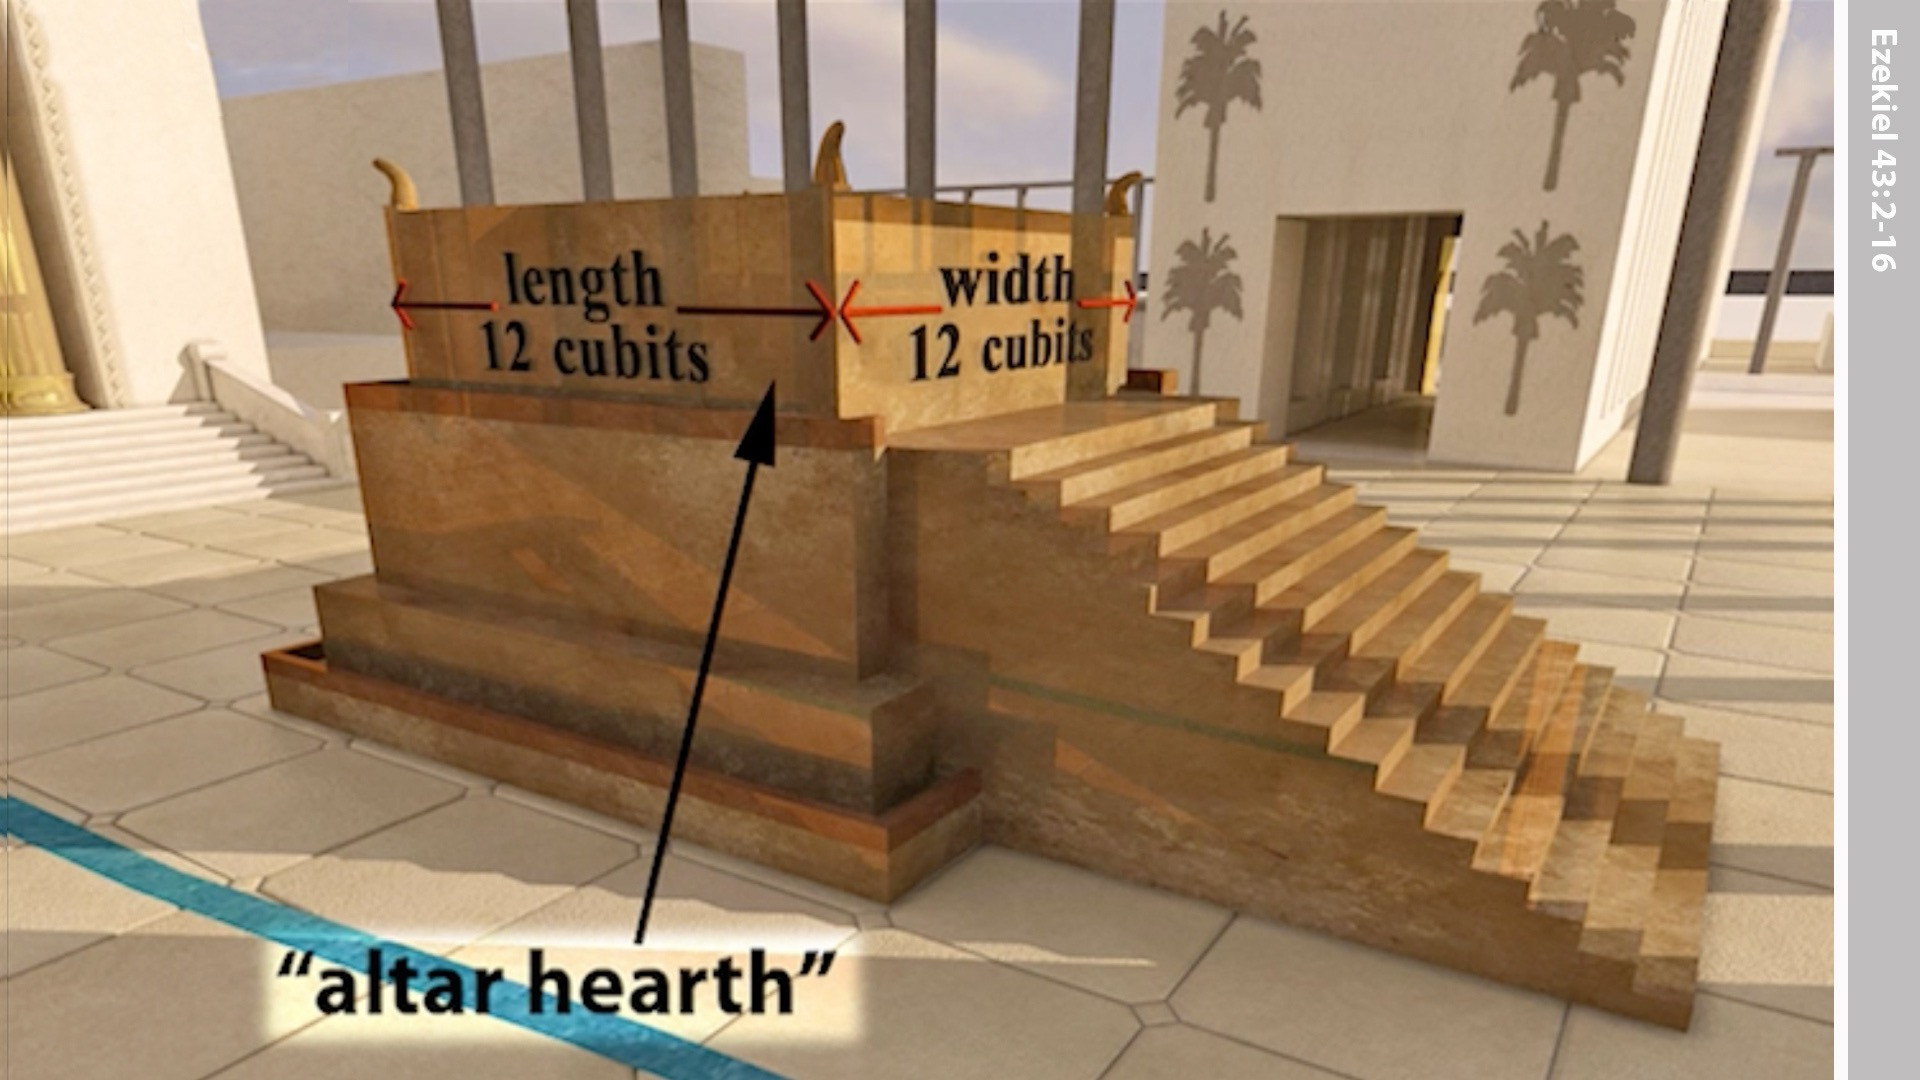 length
12 cubits
width
12 cubits
“altar hearth”
Ezekiel 43:2-16